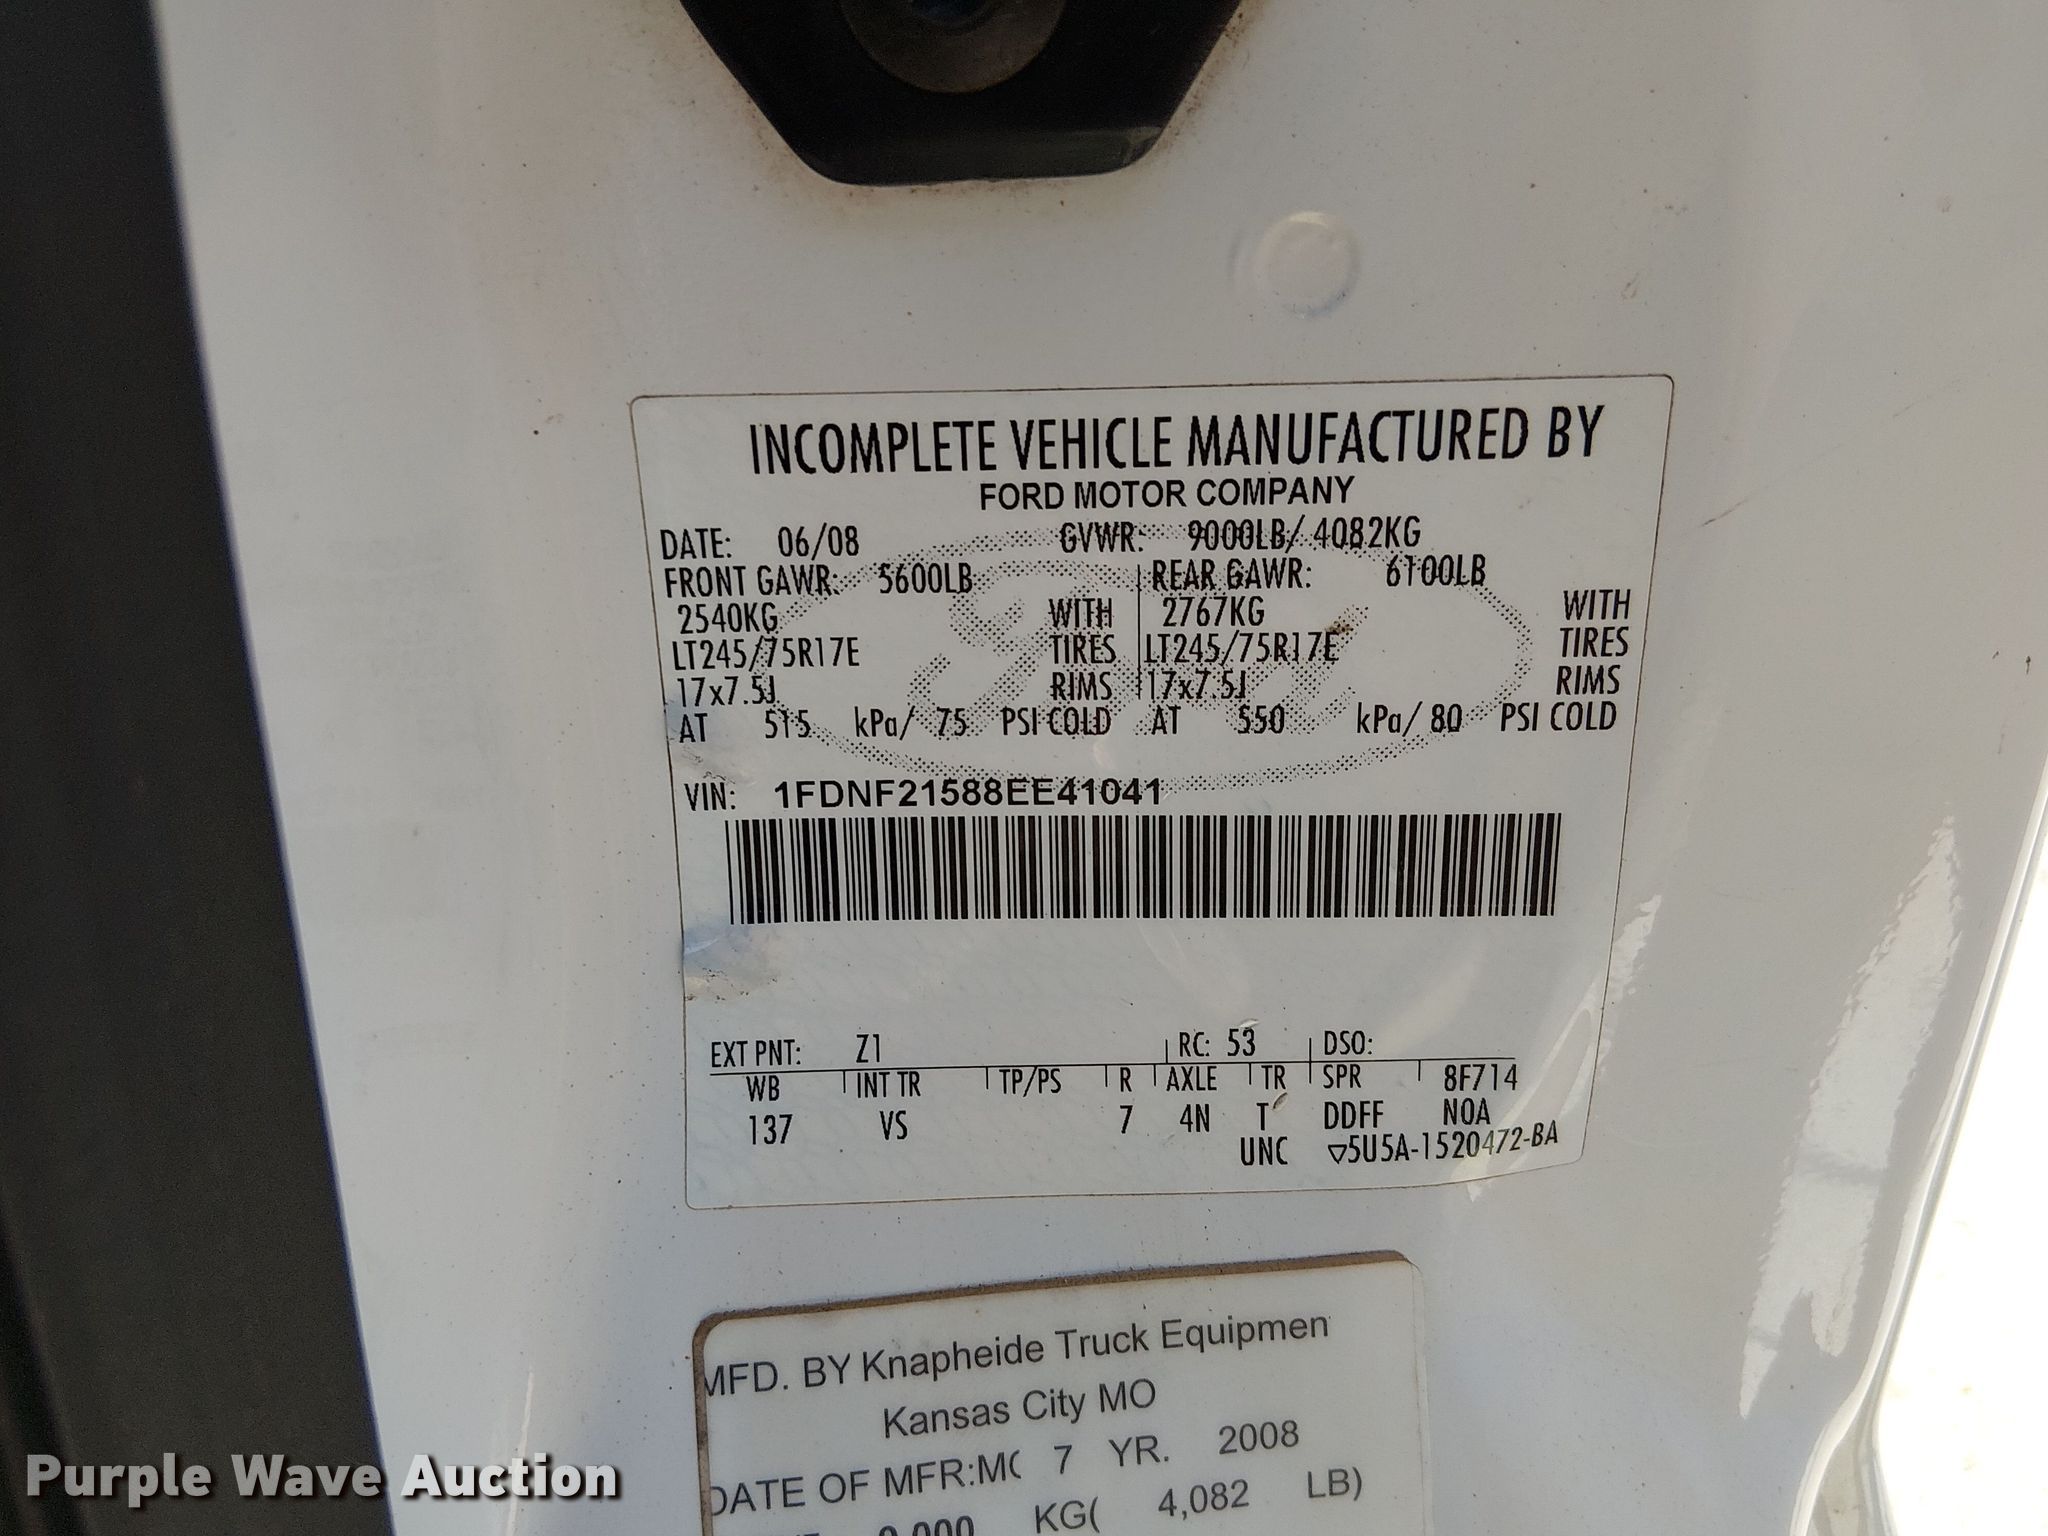 INCOMPLETE VEHICLE MANUFACTURED BY
FORD MOTOR COMPANY
DATE: 06/08 GVWR: 9000LB/ 4082KG
FRONT GAWR: 5600LB REAR GAWR: 6100LB
2540KG WITH 2767KG WITH
LT245/75R17E TIRES LT245/75R17E TIRES
17x7.5J RIMS 17x7.5J RIMS
AT 515 kPa/ 75 PSI COLD AT 550 kPa/ 80 PSI COLD
VIN: 1FDNF21588EE41041
EXT PNT: Z1 RC: 53 DSO:
WB INT TR TP/PS R AXLE TR SPR 8F714
137 VS 7 4N T DDFF NOA
UNC ▽5U5A-1520472-BA
MFD. BY Knapheide Truck Equipmen
Kansas City MO
DATE OF MFR:MO 7 YR. 2008
KG( 4,082 LB)
Purple Wave Auction